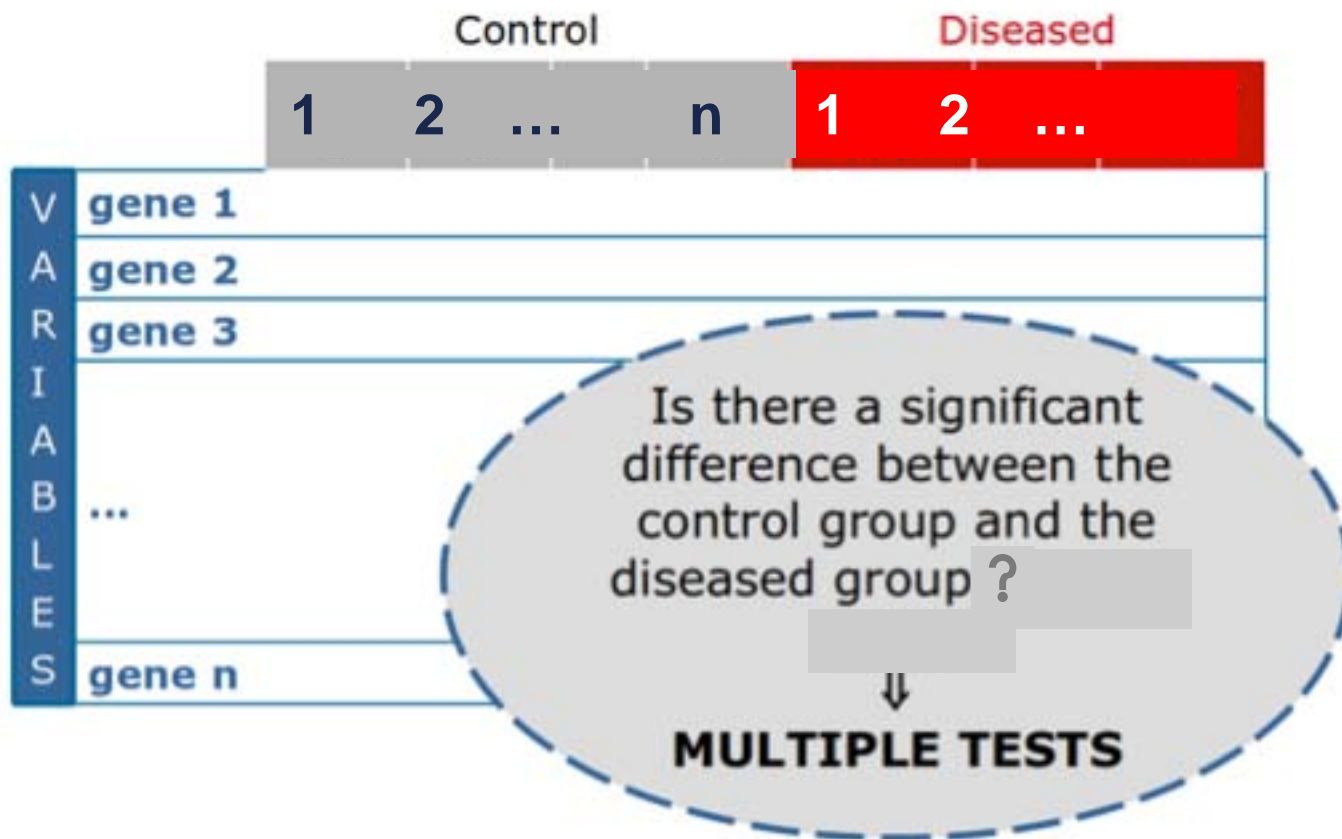 Control Diseased
1 2 ... n 1 2 ...
VARIABLES
gene 1
gene 2
gene 3
...
gene n
Is there a significant
difference between the
control group and the
diseased group ?
⇓
MULTIPLE TESTS